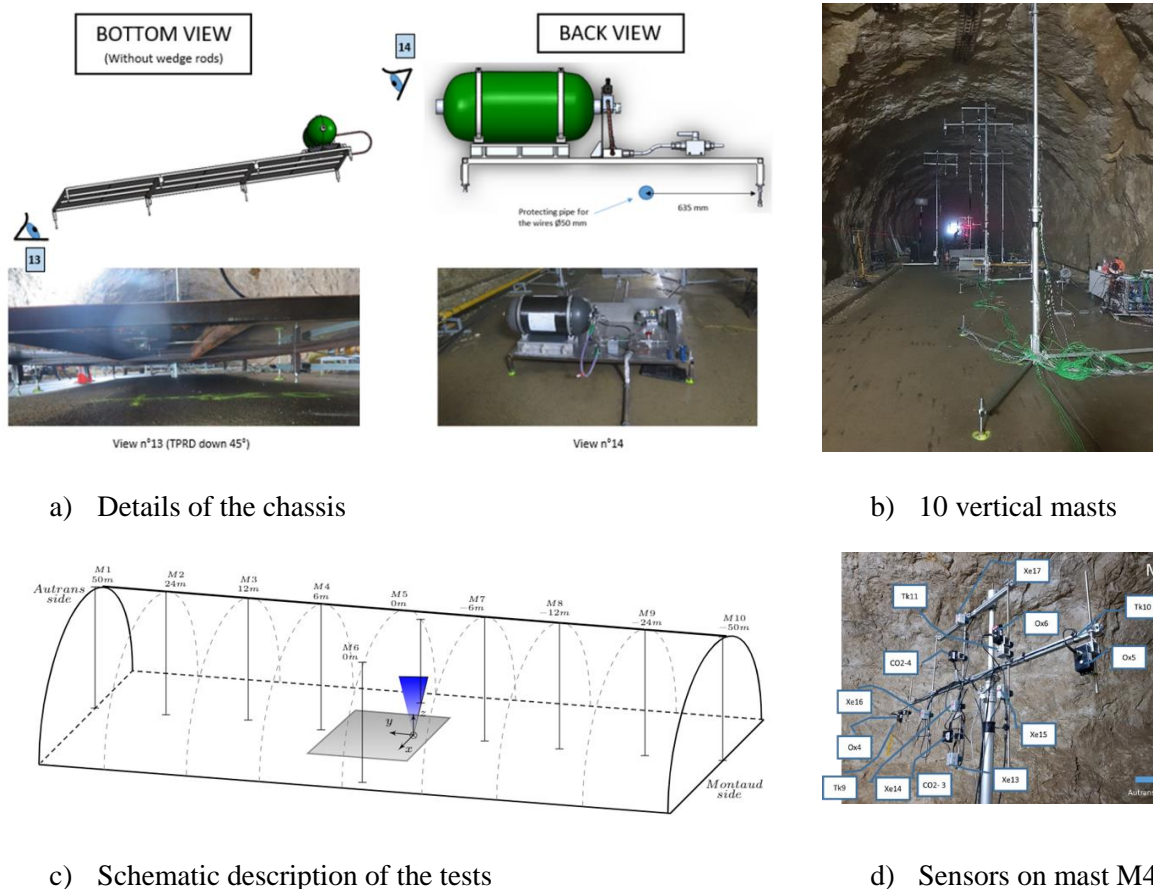 BOTTOM VIEW
(Without wedge rods)
13
View n°13 (TPRD down 45°)
BACK VIEW
14
Protecting pipe for
the wires Ø50 mm
635 mm
View n°14
a) Details of the chassis
b) 10 vertical masts
Autrans
side
M1
50m
M2
24m
M3
12m
M4
6m
M5
0m
M6
0m
M7
−6m
M8
−12m
M9
−24m
M10
−50m
z
y
x
Montaud
side
Xe17
Tk11
Ox6
Tk10
CO2-4
Ox5
Xe16
Xe15
Ox4
Tk9
Xe14
CO2- 3
Xe13
M
Autrans
c) Schematic description of the tests
d) Sensors on mast M4